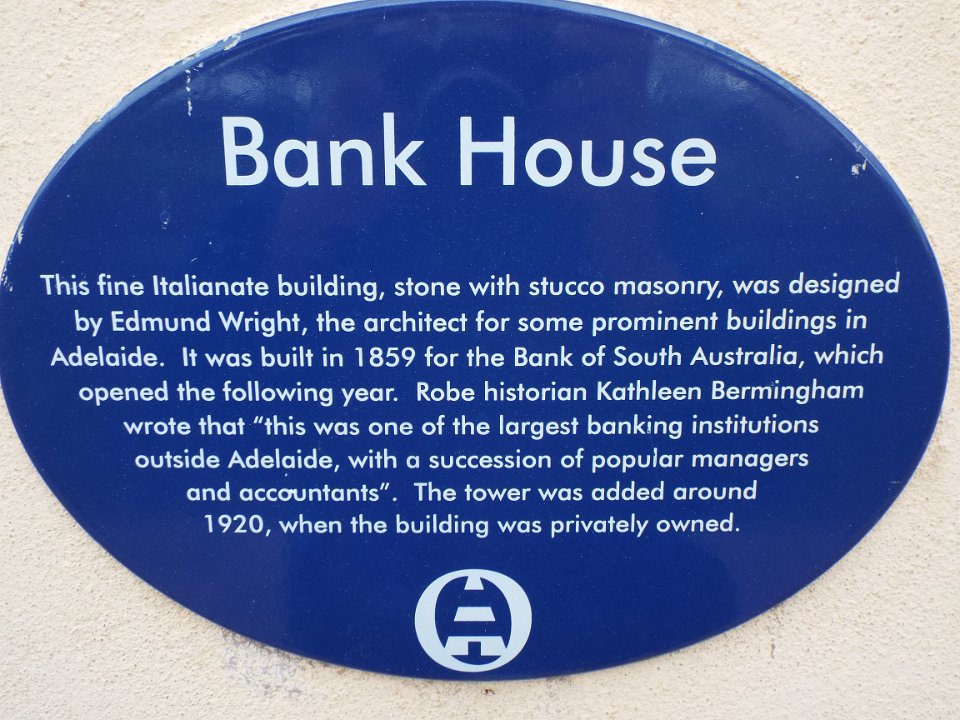 Bank House
This fine Italianate building, stone with stucco masonry, was designed
by Edmund Wright, the architect for some prominent buildings in
Adelaide. It was built in 1859 for the Bank of South Australia, which
opened the following year. Robe historian Kathleen Bermingham
wrote that “this was one of the largest banking institutions
outside Adelaide, with a succession of popular managers
and accountants”. The tower was added around
1920, when the building was privately owned.